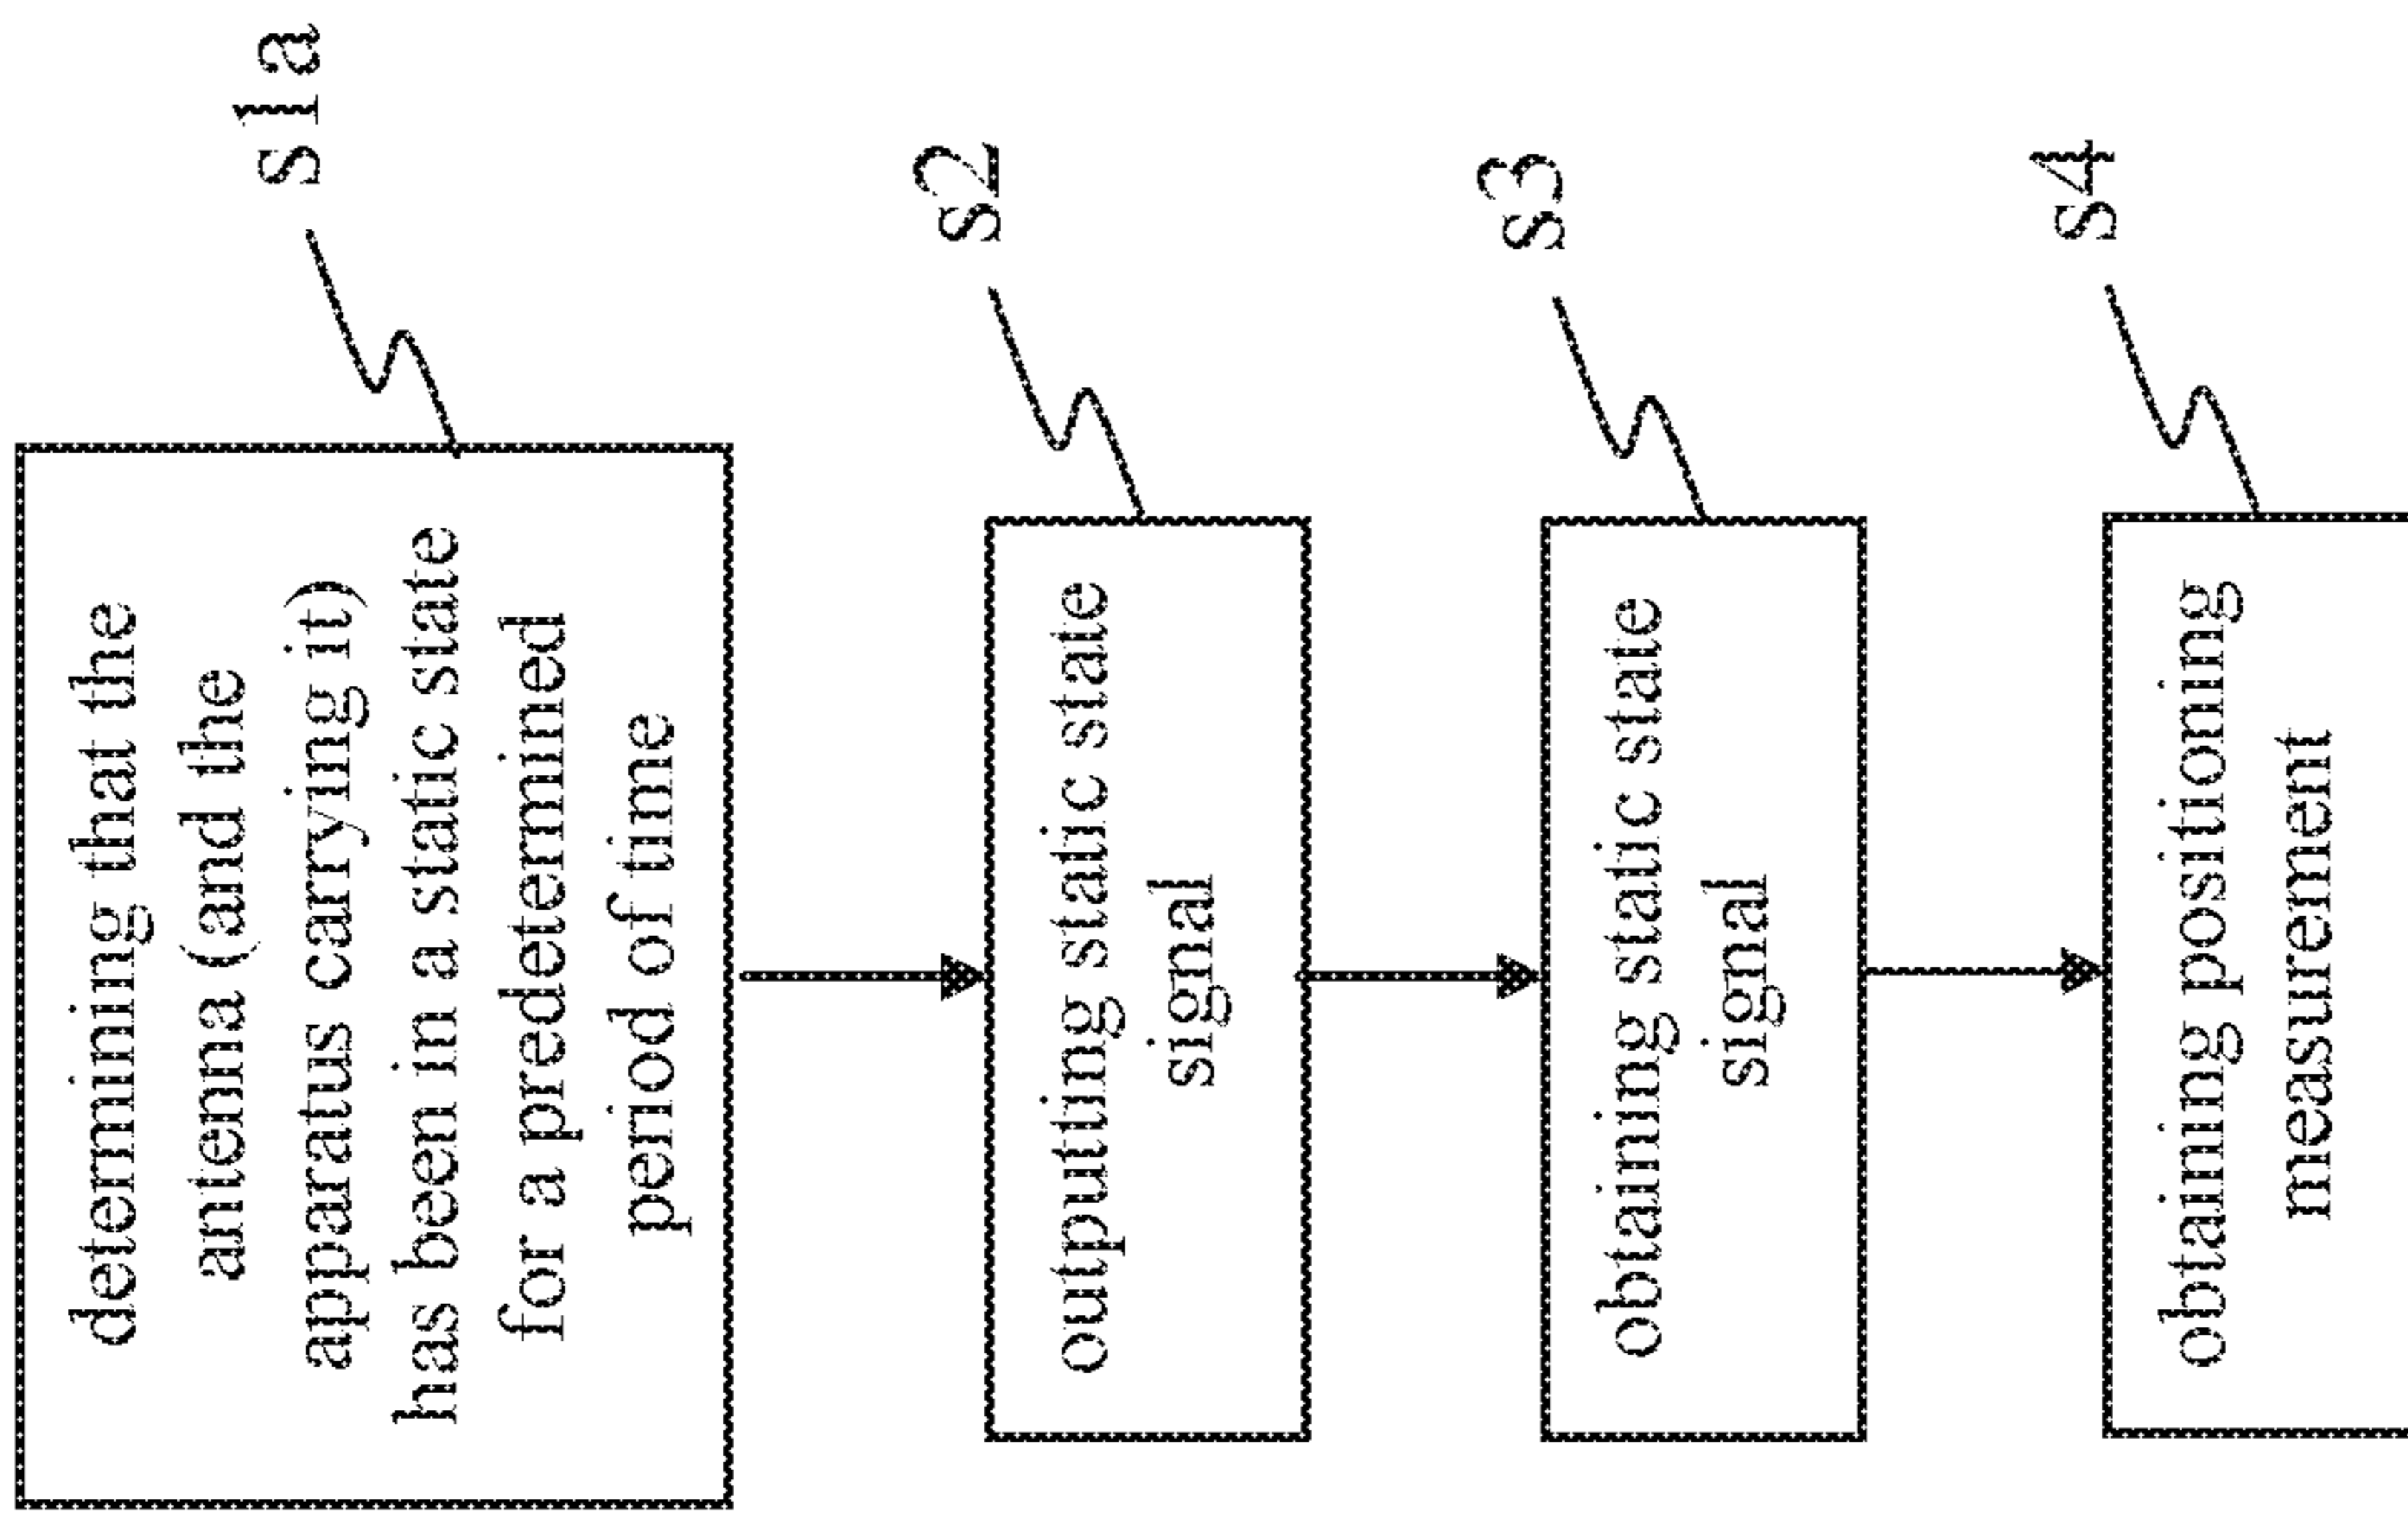 determining that the
antenna (and the
apparatus carrying it)
has been in a static state
for a predetermined
period of time
s1a
outputting static state
signal
s2
obtaining static state
signal
s3
obtaining positioning
measurement
s4